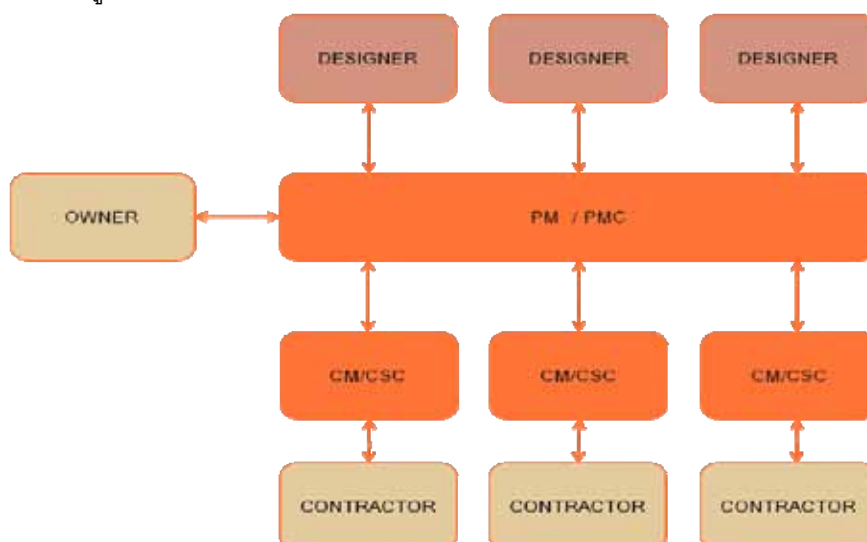 DESIGNER DESIGNER DESIGNER
OWNER PM / PMC
CM/CSC CM/CSC CM/CSC
CONTRACTOR CONTRACTOR CONTRACTOR